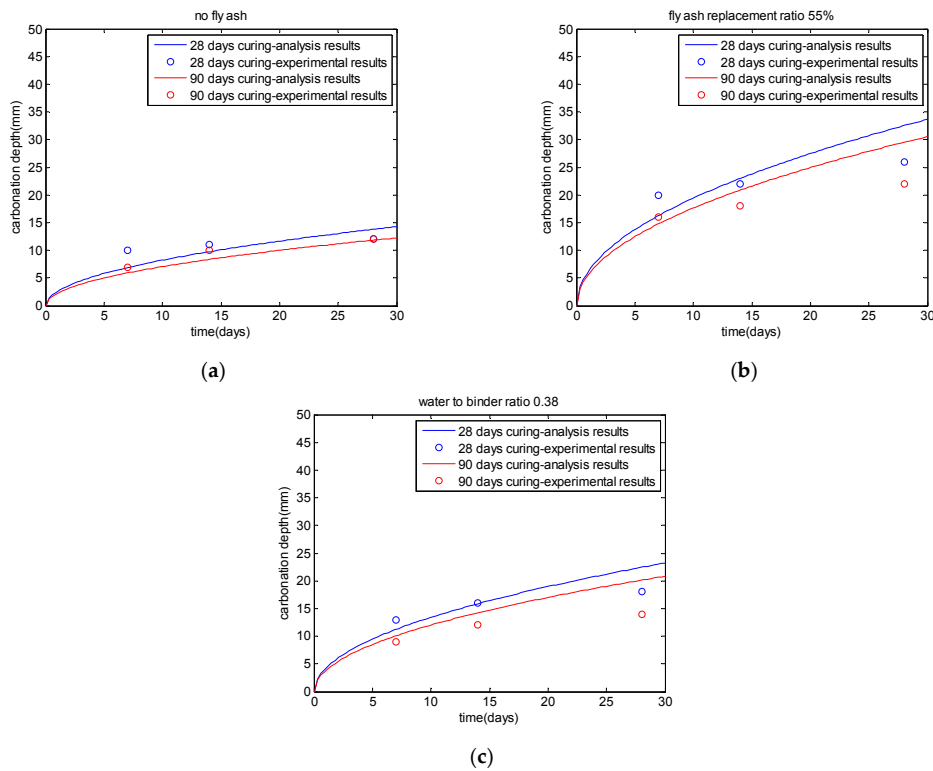 no fly ash
50
45
40
35
30
25
20
15
10
5
0
carbonation depth(mm)
28 days curing-analysis results
28 days curing-experimental results
90 days curing-analysis results
90 days curing-experimental results
0 5 10 15 20 25 30
time(days)
(a)
fly ash replacement ratio 55%
50
45
40
35
30
25
20
15
10
5
0
carbonation depth(mm)
28 days curing-analysis results
28 days curing-experimental results
90 days curing-analysis results
90 days curing-experimental results
0 5 10 15 20 25 30
time(days)
(b)
water to binder ratio 0.38
50
45
40
35
30
25
20
15
10
5
0
carbonation depth(mm)
28 days curing-analysis results
28 days curing-experimental results
90 days curing-analysis results
90 days curing-experimental results
0 5 10 15 20 25 30
time(days)
(c)